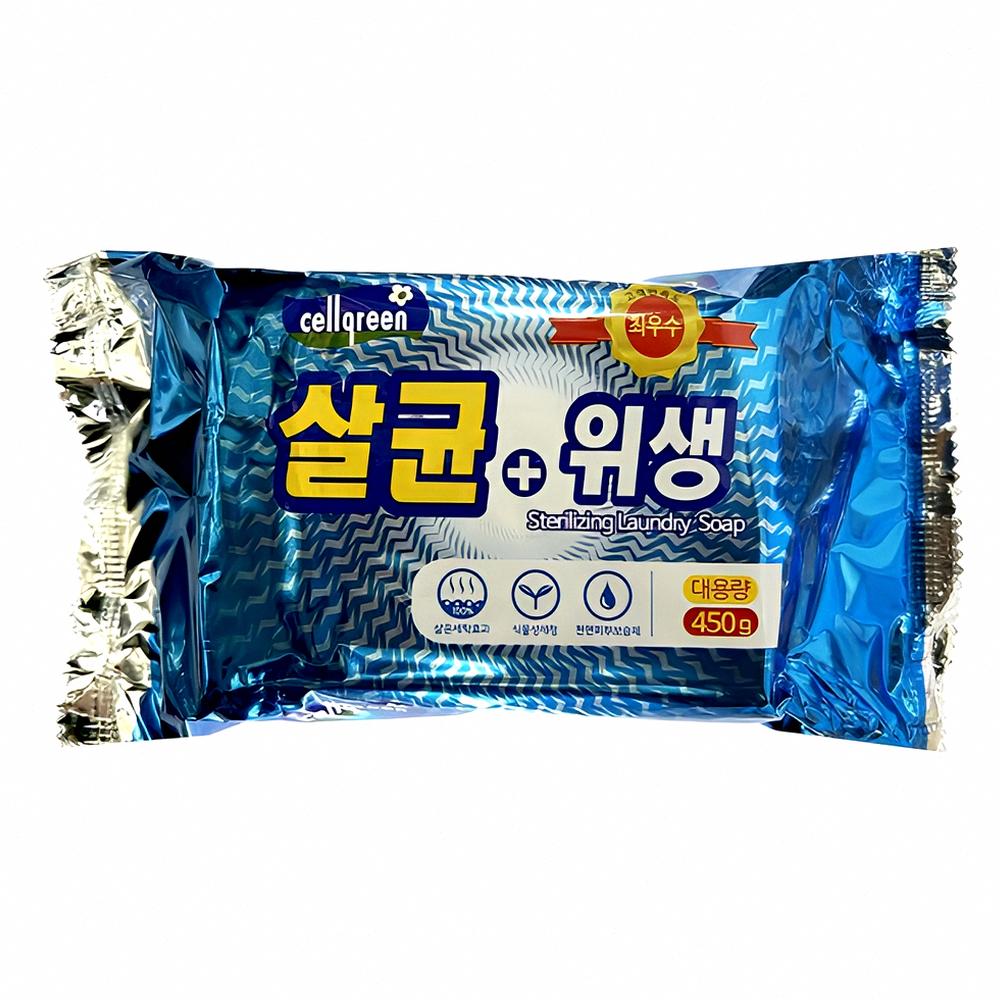 cellgreen
최우수
살균 + 위생
Sterilizing Laundry Soap
100%
살균세탁효과
식물성세정
천연피부보습제
대용량
450g